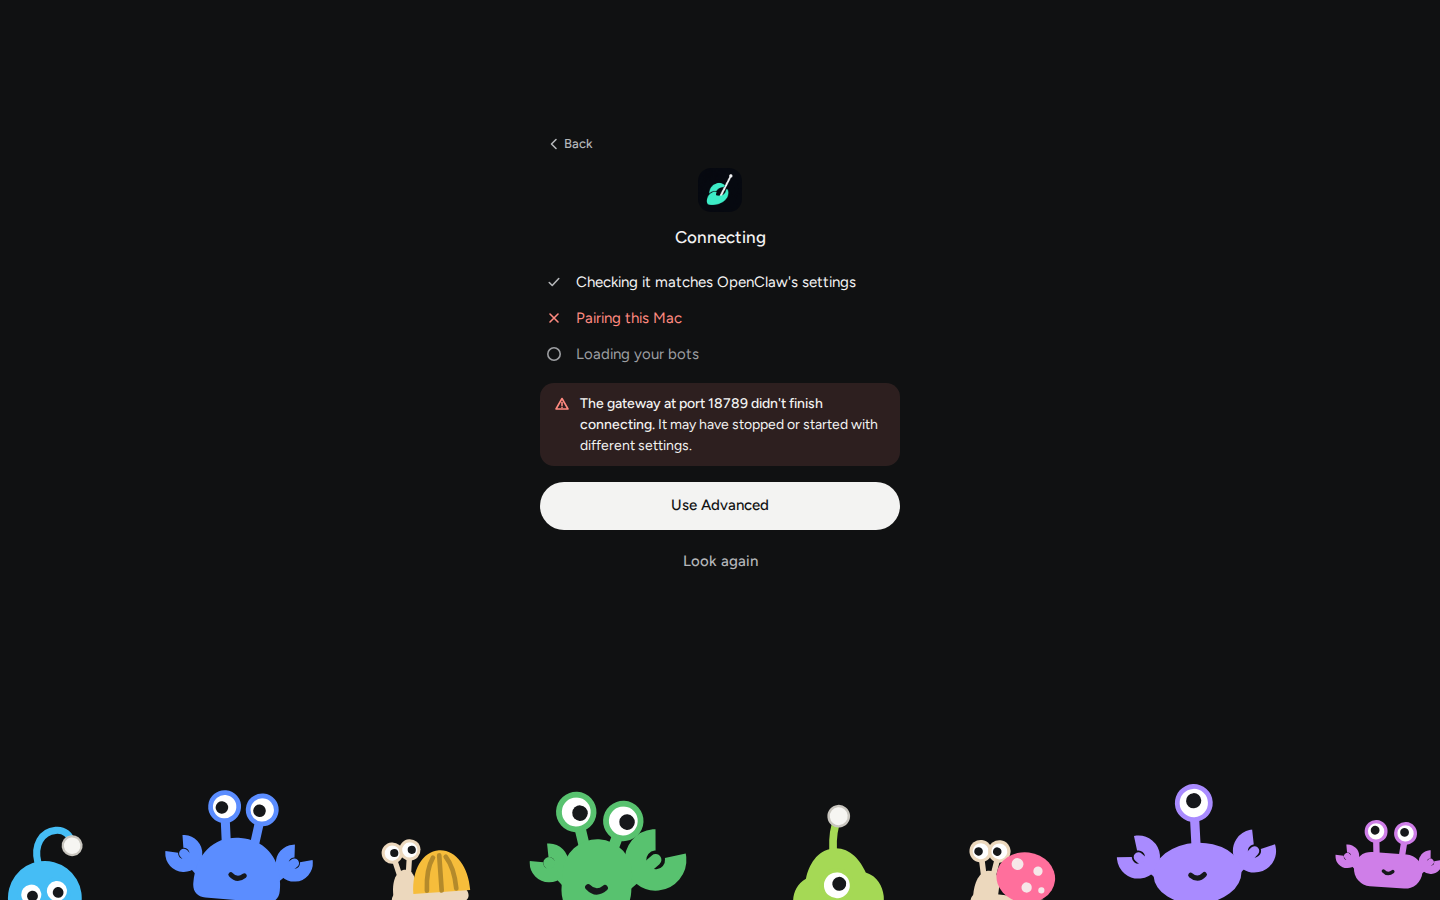 Back
Connecting
Checking it matches OpenClaw's settings
Pairing this Mac
Loading your bots
The gateway at port 18789 didn't finish
connecting. It may have stopped or started with
different settings.
Use Advanced
Look again